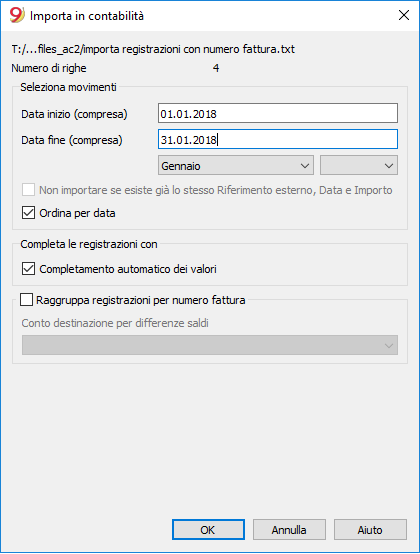 9 Importa in contabilità
T:/...files_ac2/importa registrazioni con numero fattura.txt
Numero di righe 4
Seleziona movimenti
Data inizio (compresa) 01.01.2018
Data fine (compresa) 31.01.2018
Gennaio
Non importare se esiste già lo stesso Riferimento esterno, Data e Importo
Ordina per data
Completa le registrazioni con
Completamento automatico dei valori
Raggruppa registrazioni per numero fattura
Conto destinazione per differenze saldi
OK Annulla Aiuto